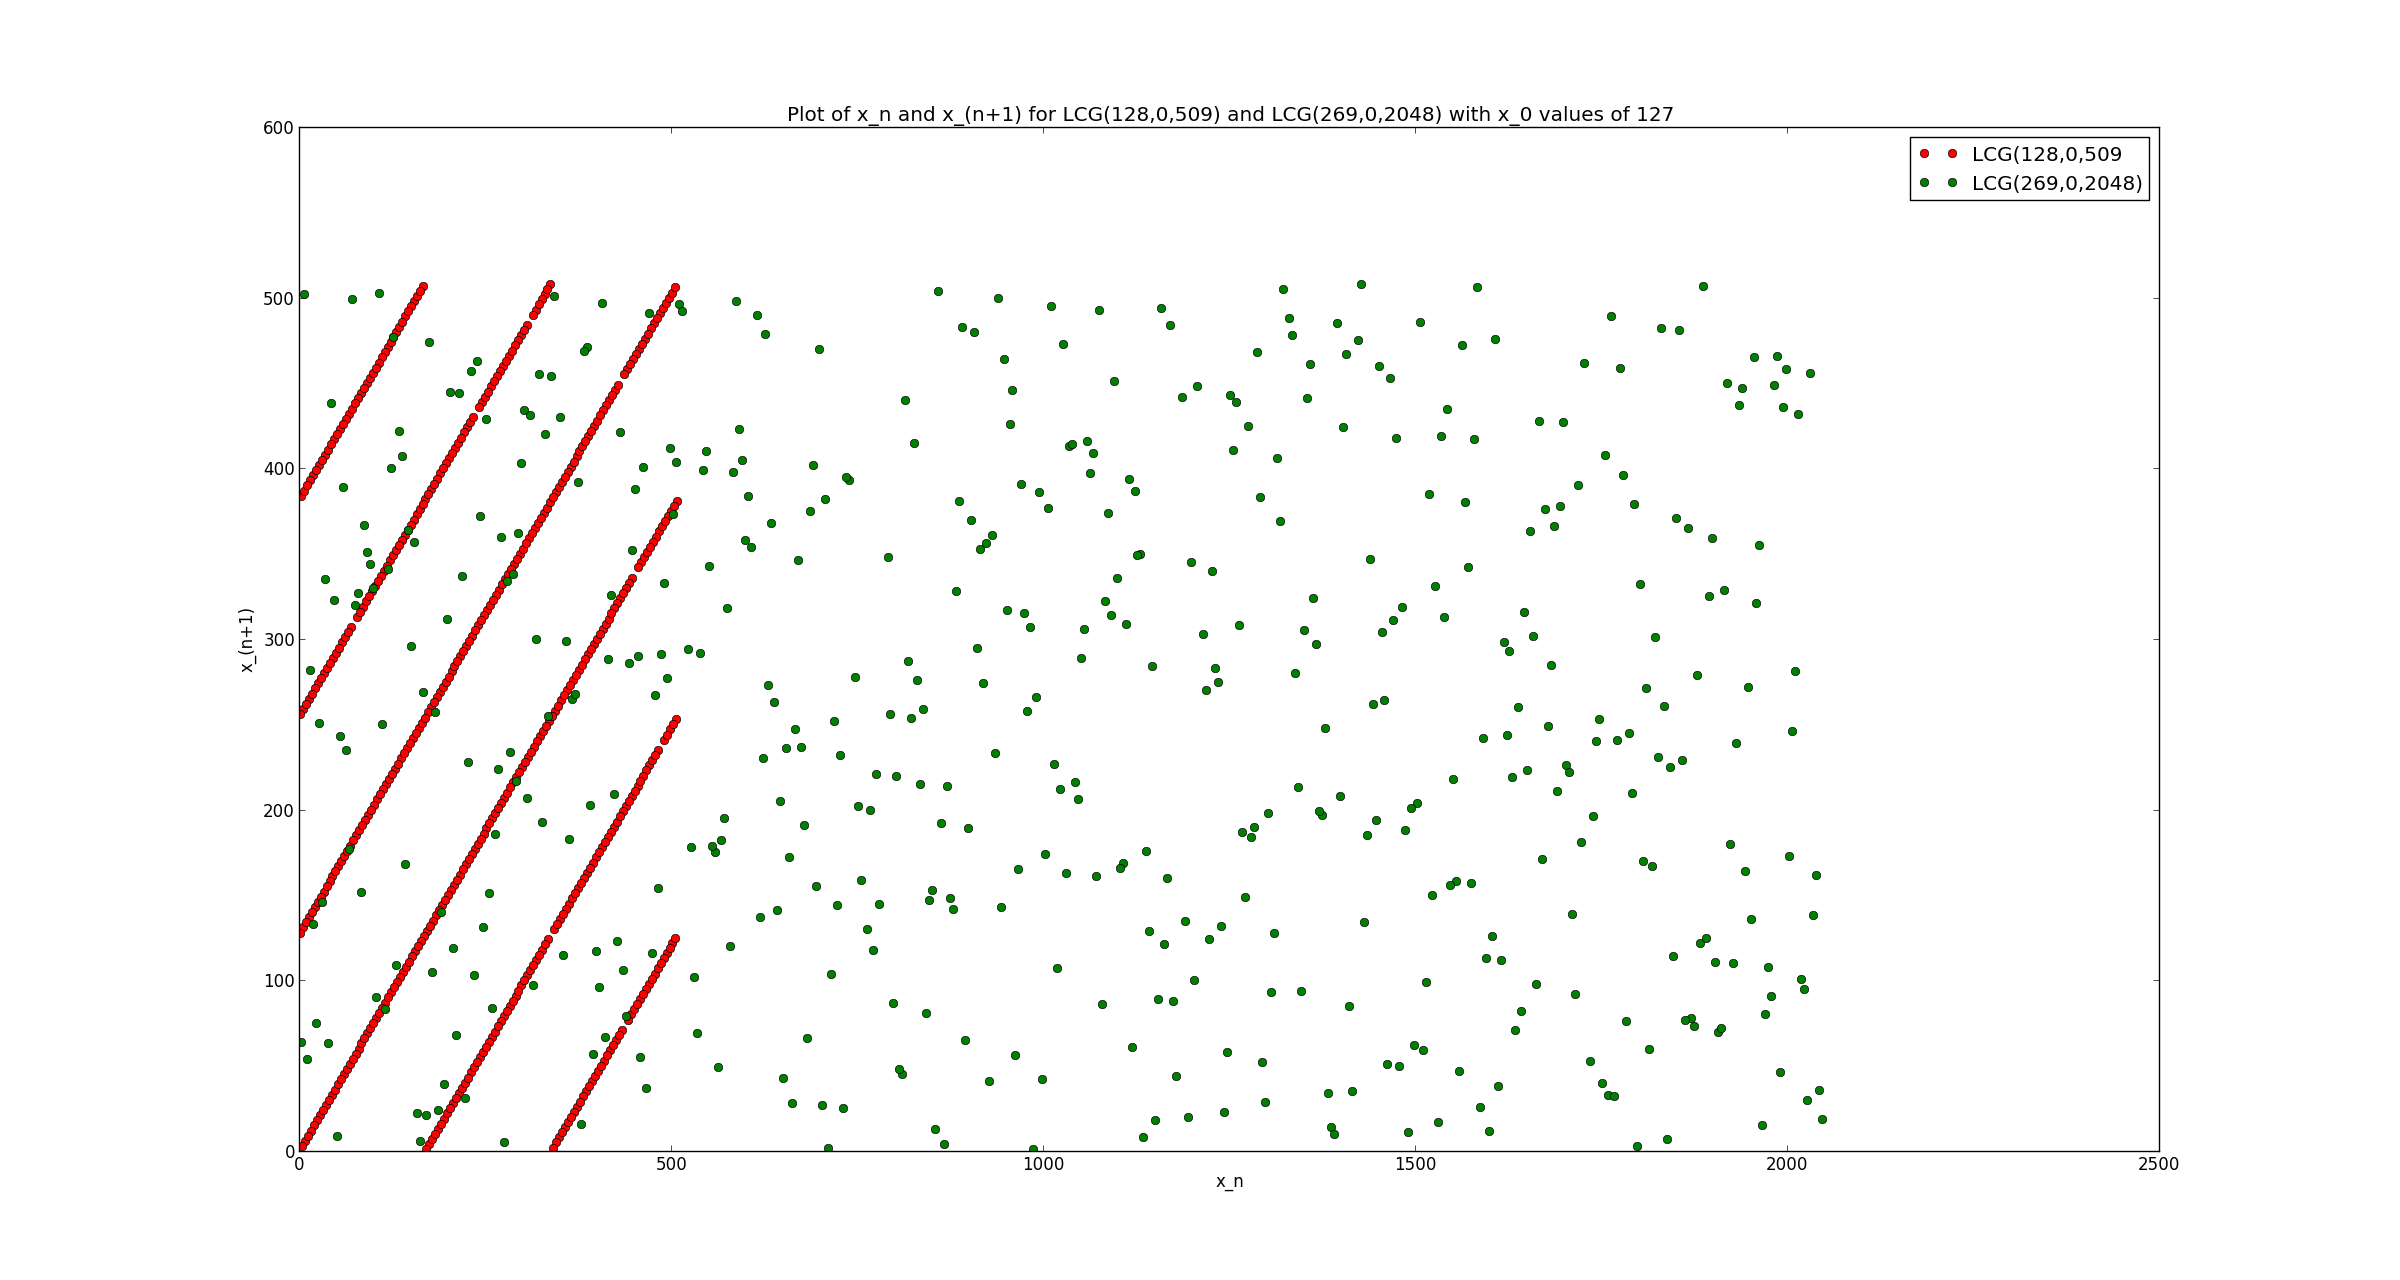 Plot of x_n and x_(n+1) for LCG(128,0,509) and LCG(269,0,2048) with x_0 values of 127
LCG(128,0,509
LCG(269,0,2048)
600
500
400
300
200
100
0
x_(n+1)
0 500 1000 1500 2000 2500
x_n